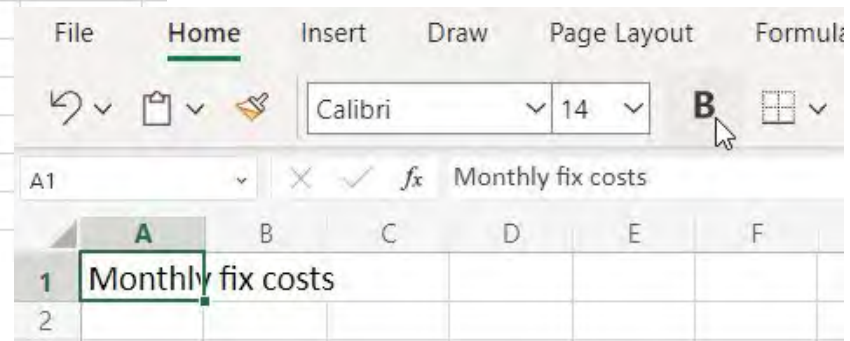 File Home Insert Draw Page Layout Formula
Calibri 14 B
A1 fx Monthly fix costs
A B C D E F
1 Monthly fix costs
2